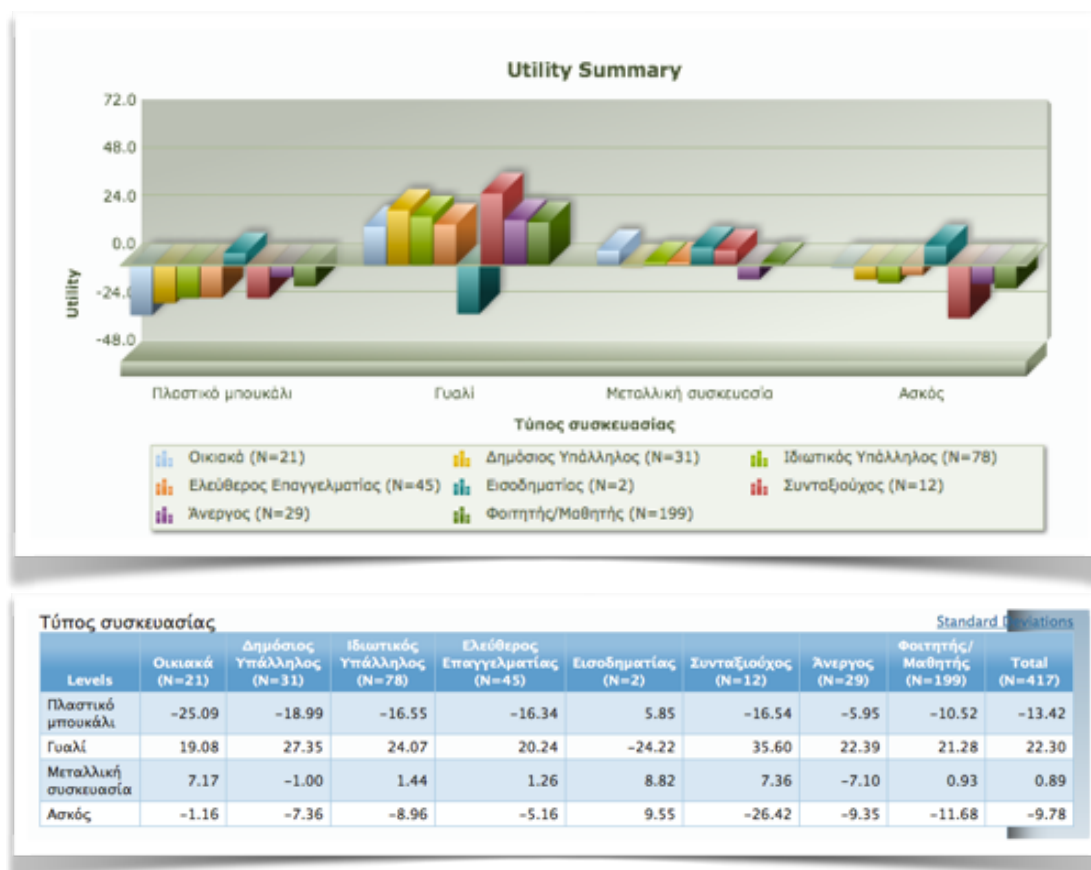 Utility Summary
72.0
48.0
24.0
0.0
-24.0
-48.0
Utility
Πλαστικό μπουκάλι Γυαλί Μεταλλική συσκευασία Ασκός
Τύπος συσκευασίας
Οικιακά (N=21) Δημόσιος Υπάλληλος (N=31) Ιδιωτικός Υπάλληλος (N=78)
Ελεύθερος Επαγγελματίας (N=45) Εισοδηματίας (N=2) Συνταξιούχος (N=12)
Άνεργος (N=29) Φοιτητής/Μαθητής (N=199)
Τύπος συσκευασίας Standard Deviations
Levels Οικιακά (N=21) Δημόσιος Υπάλληλος (N=31) Ιδιωτικός Υπάλληλος (N=78) Ελεύθερος Επαγγελματίας (N=45) Εισοδηματίας (N=2) Συνταξιούχος (N=12) Άνεργος (N=29) Φοιτητής/ Μαθητής (N=199) Total (N=417)
Πλαστικό μπουκάλι -25.09 -18.99 -16.55 -16.34 5.85 -16.54 -5.95 -10.52 -13.42
Γυαλί 19.08 27.35 24.07 20.24 -24.22 35.60 22.39 21.28 22.30
Μεταλλική συσκευασία 7.17 -1.00 1.44 1.26 8.82 7.36 -7.10 0.93 0.89
Ασκός -1.16 -7.36 -8.96 -5.16 9.55 -26.42 -9.35 -11.68 -9.78